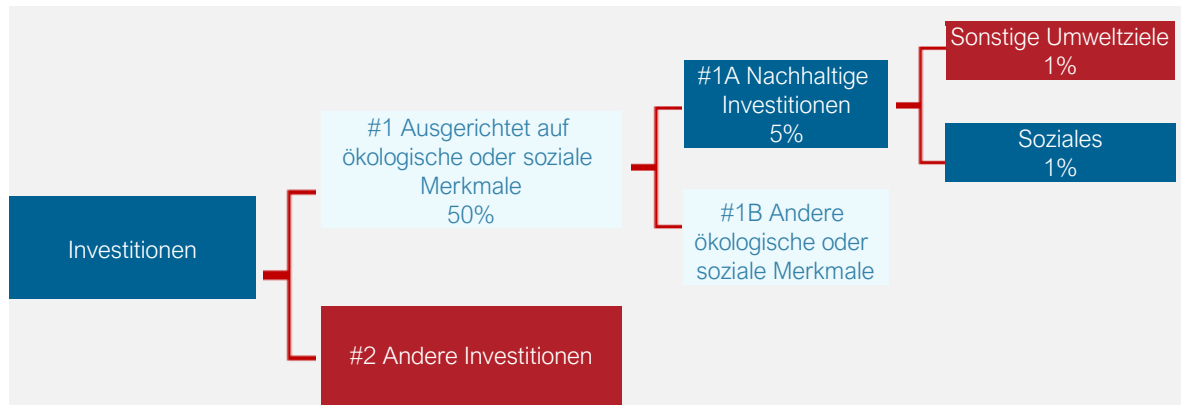 Investitionen
#1 Ausgerichtet auf
ökologische oder soziale
Merkmale
50%
#2 Andere Investitionen
#1A Nachhaltige
Investitionen
5%
#1B Andere
ökologische oder
soziale Merkmale
Sonstige Umweltziele
1%
Soziales
1%